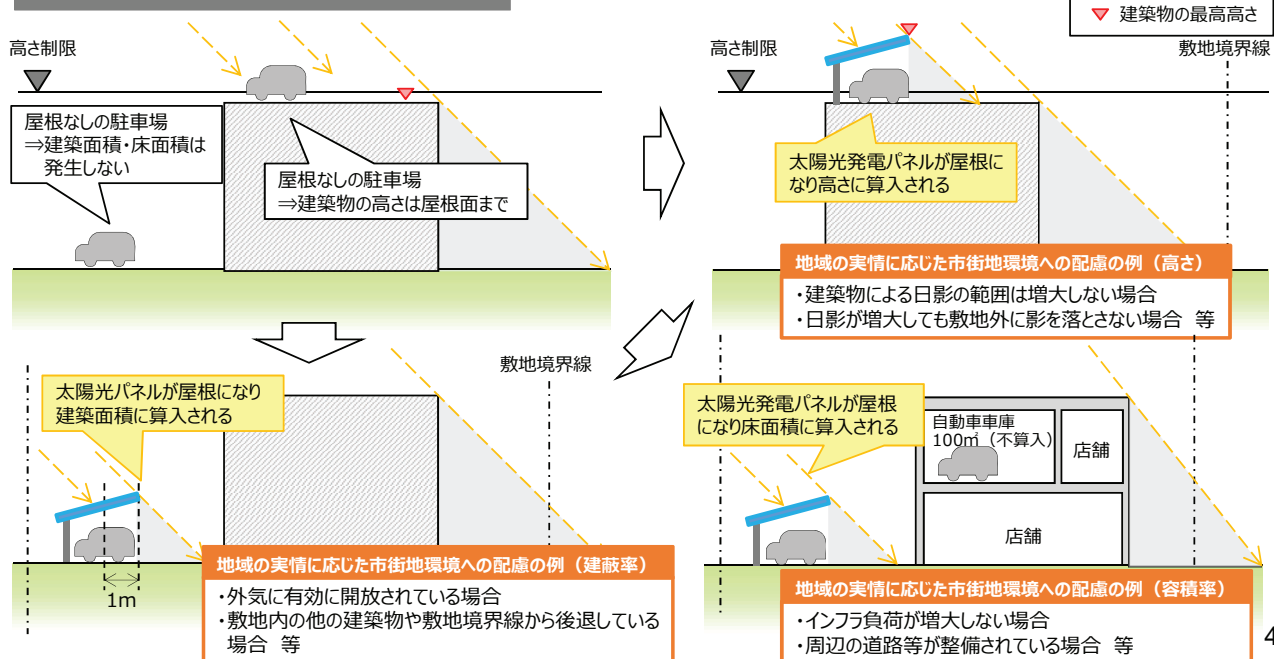 ▽ 建築物の最高高さ
高さ制限
屋根なしの駐車場
⇒建築面積・床面積は
発生しない
屋根なしの駐車場
⇒建築物の高さは屋根面まで
高さ制限
敷地境界線
太陽光発電パネルが屋根に
なり高さに算入される
地域の実情に応じた市街地環境への配慮の例（高さ）
・建築物による日影の範囲は増大しない場合
・日影が増大しても敷地外に影を落とさない場合 等
敷地境界線
太陽光パネルが屋根になり
建築面積に算入される
1m
地域の実情に応じた市街地環境への配慮の例（建蔽率）
・外気に有効に開放されている場合
・敷地内の他の建築物や敷地境界線から後退している
場合 等
太陽光発電パネルが屋根
になり床面積に算入される
自動車車庫
100㎡（不算入）
店舗
店舗
地域の実情に応じた市街地環境への配慮の例（容積率）
・インフラ負荷が増大しない場合
・周辺の道路等が整備されている場合 等
4